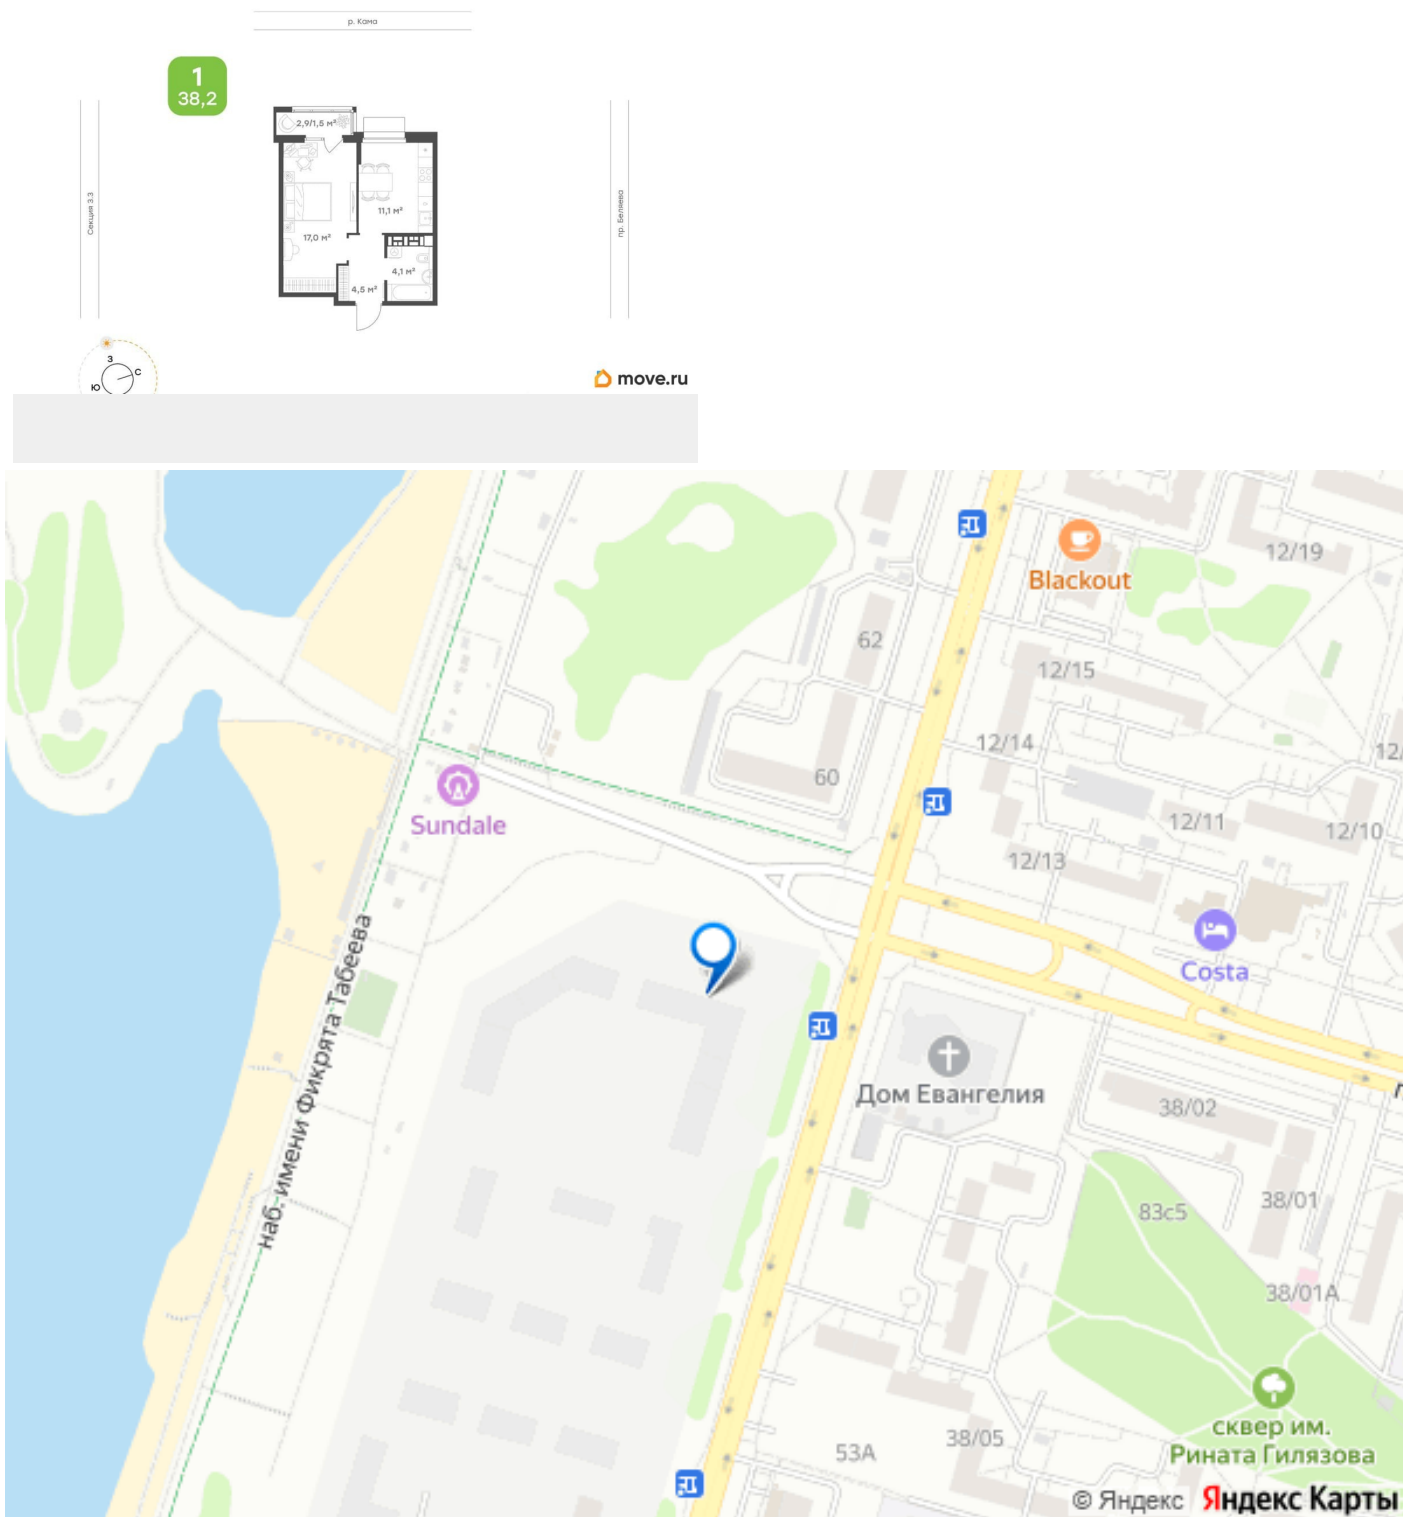 р. Кама
1
38,2
2,9/1,5 м²
11,1 м²
17,0 м²
4,1 м²
4,5 м²
Секция 3.3
пр. Беляева
З
С
Ю
move.ru
Blackout
12/19
62
12/15
12/14
12/
60
Sundale
12/11
12/10
12/13
Costa
наб. имени Фикрята Табеева
Дом Евангелия
38/02
83с5
38/01
38/01А
сквер им.
Рината Гилязова
38/05
53А
© Яндекс Яндекс Карты